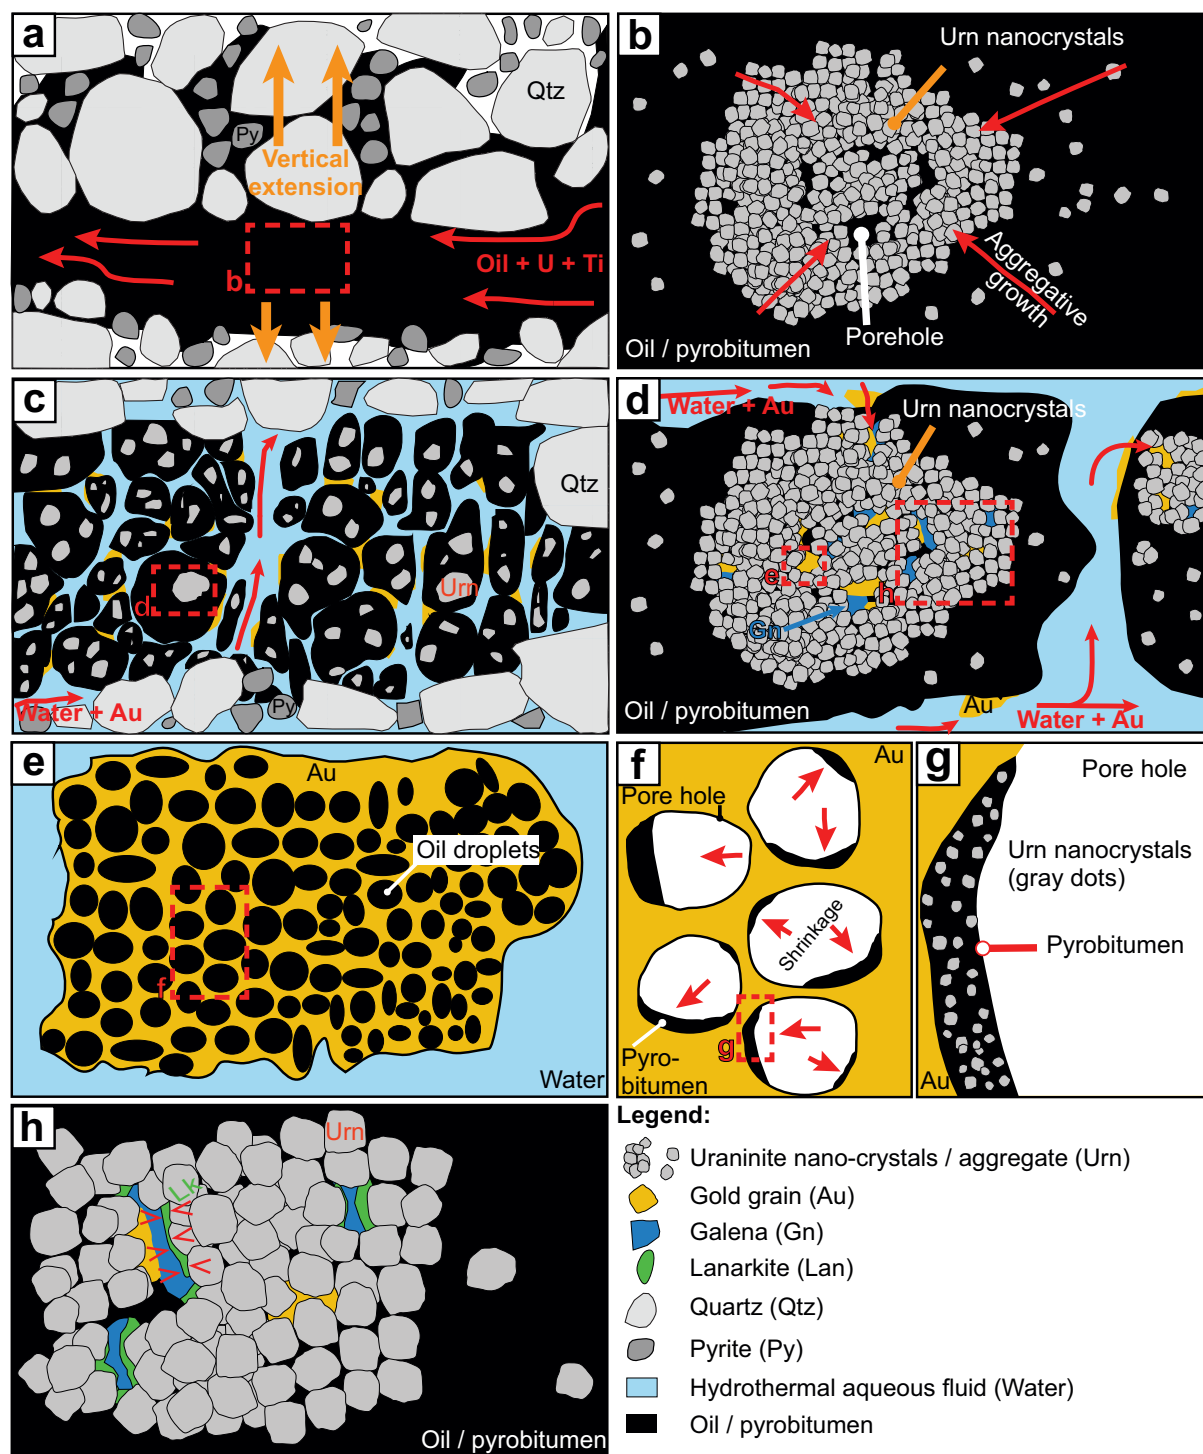 a
Qtz
Py
Vertical
extension
b
Oil + U + Ti
b
Urn nanocrystals
Aggregative
growth
Porehole
Oil / pyrobitumen
c
Qtz
Urn
d
Water + Au
Py
d
Water + Au
Urn nanocrystals
e
h
Gn
Oil / pyrobitumen
Au
Water + Au
e
Au
Oil droplets
f
Water
f
Au
Pore hole
Shrinkage
g
Pyro-
bitumen
g
Pore hole
Urn nanocrystals
(gray dots)
Pyrobitumen
Au
h
Urn
Lk
Oil / pyrobitumen
Legend:
Uraninite nano-crystals / aggregate (Urn)
Gold grain (Au)
Galena (Gn)
Lanarkite (Lan)
Quartz (Qtz)
Pyrite (Py)
Hydrothermal aqueous fluid (Water)
Oil / pyrobitumen